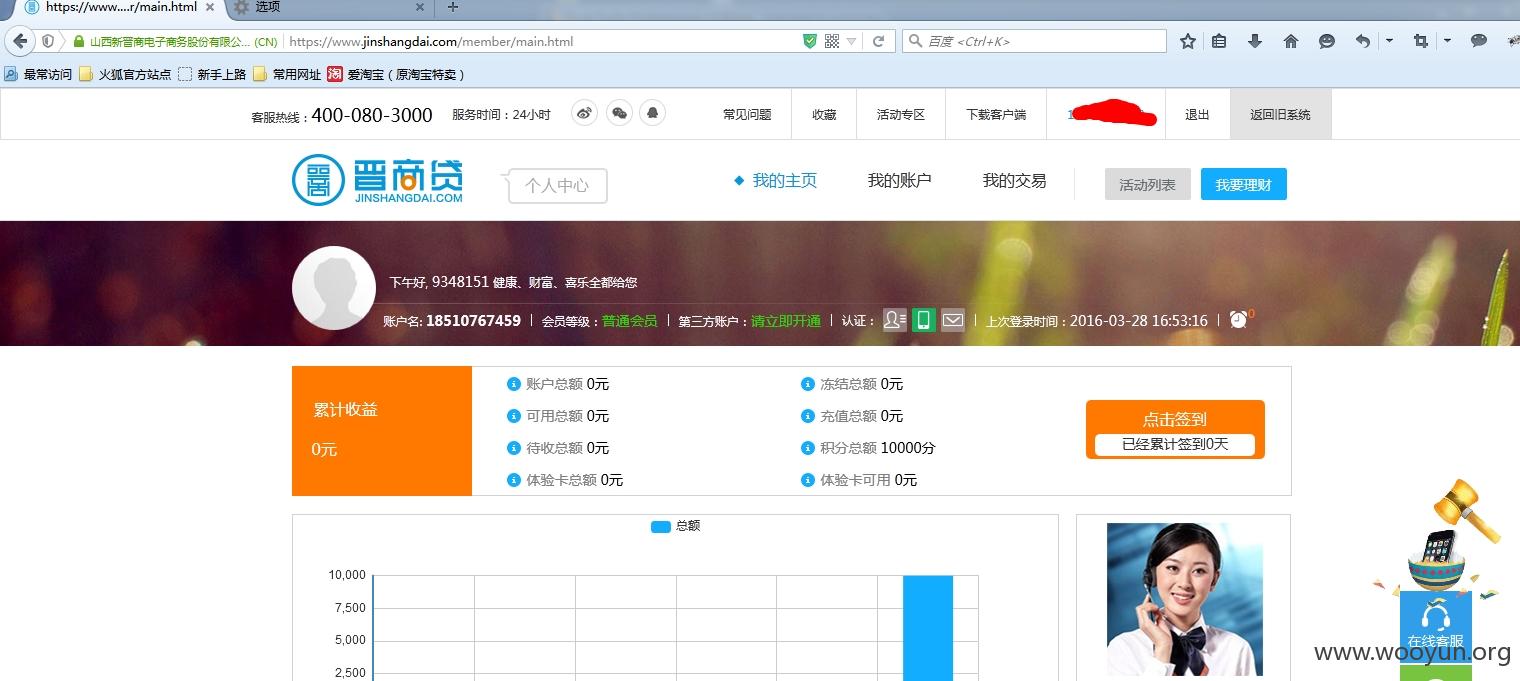 https://www....r/main.html × 选项 × +
山西新晋商电子商务股份有限公... (CN) https://www.jinshangdai.com/member/main.html 百度 <Ctrl+K>
最常访问 火狐官方站点 新手上路 常用网址 淘 爱淘宝（原淘宝特卖）
客服热线：400-080-3000 服务时间：24小时 常见问题 收藏 活动专区 下载客户端 1 退出 返回旧系统
晋商贷 JINSHANGDAI.COM 个人中心 我的主页 我的账户 我的交易 活动列表 我要理财
下午好, 9348151 健康、财富、喜乐全都给您
账户名: 18510767459 会员等级：普通会员 第三方账户：请立即开通 认证： 上次登录时间：2016-03-28 16:53:16 0
累计收益
0元
账户总额 0元 冻结总额 0元
可用总额 0元 充值总额 0元
待收总额 0元 积分总额 10000分
体验卡总额 0元 体验卡可用 0元
点击签到
已经累计签到0天
总额
10,000
7,500
5,000
2,500
在线客服
www.wooyun.org